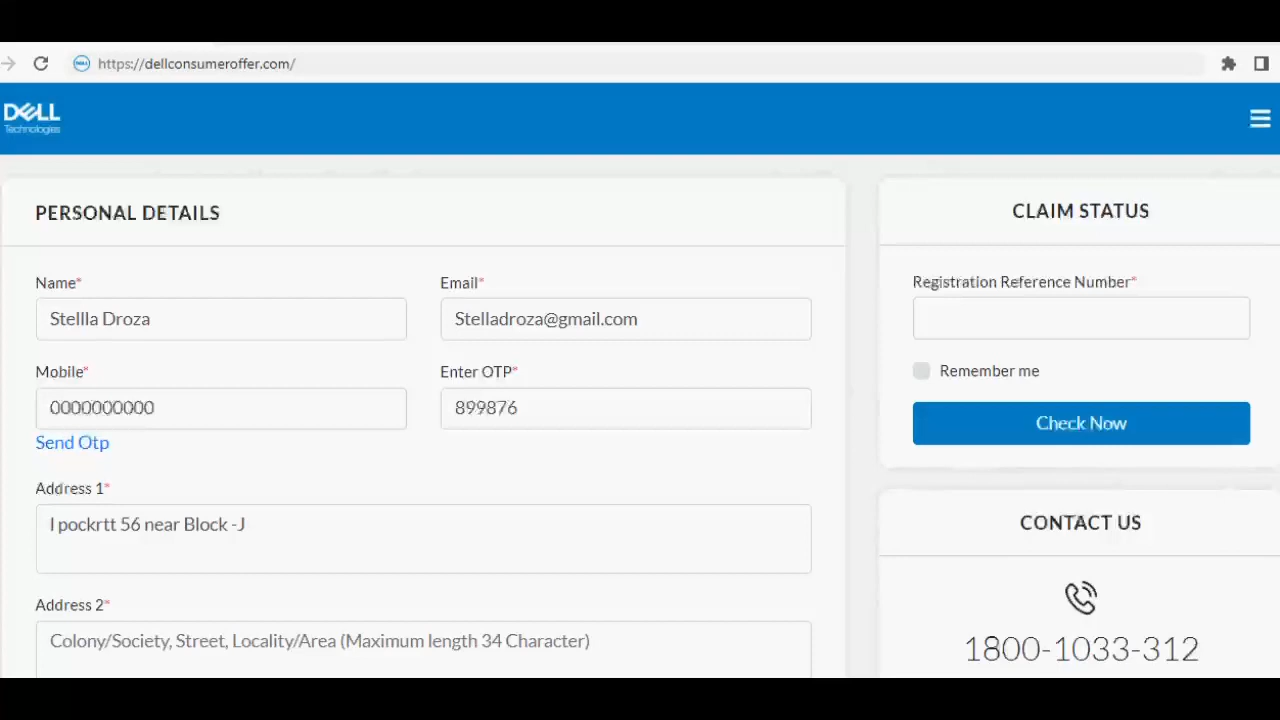 https://dellconsumeroffer.com/
DELL
Technologies
PERSONAL DETAILS
Name*
Stellla Droza
Email*
Stelladroza@gmail.com
Mobile*
0000000000
Send Otp
Enter OTP*
899876
Address 1*
I pockrtt 56 near Block -J
Address 2*
Colony/Society, Street, Locality/Area (Maximum length 34 Character)
CLAIM STATUS
Registration Reference Number*
Remember me
Check Now
CONTACT US
1800-1033-312